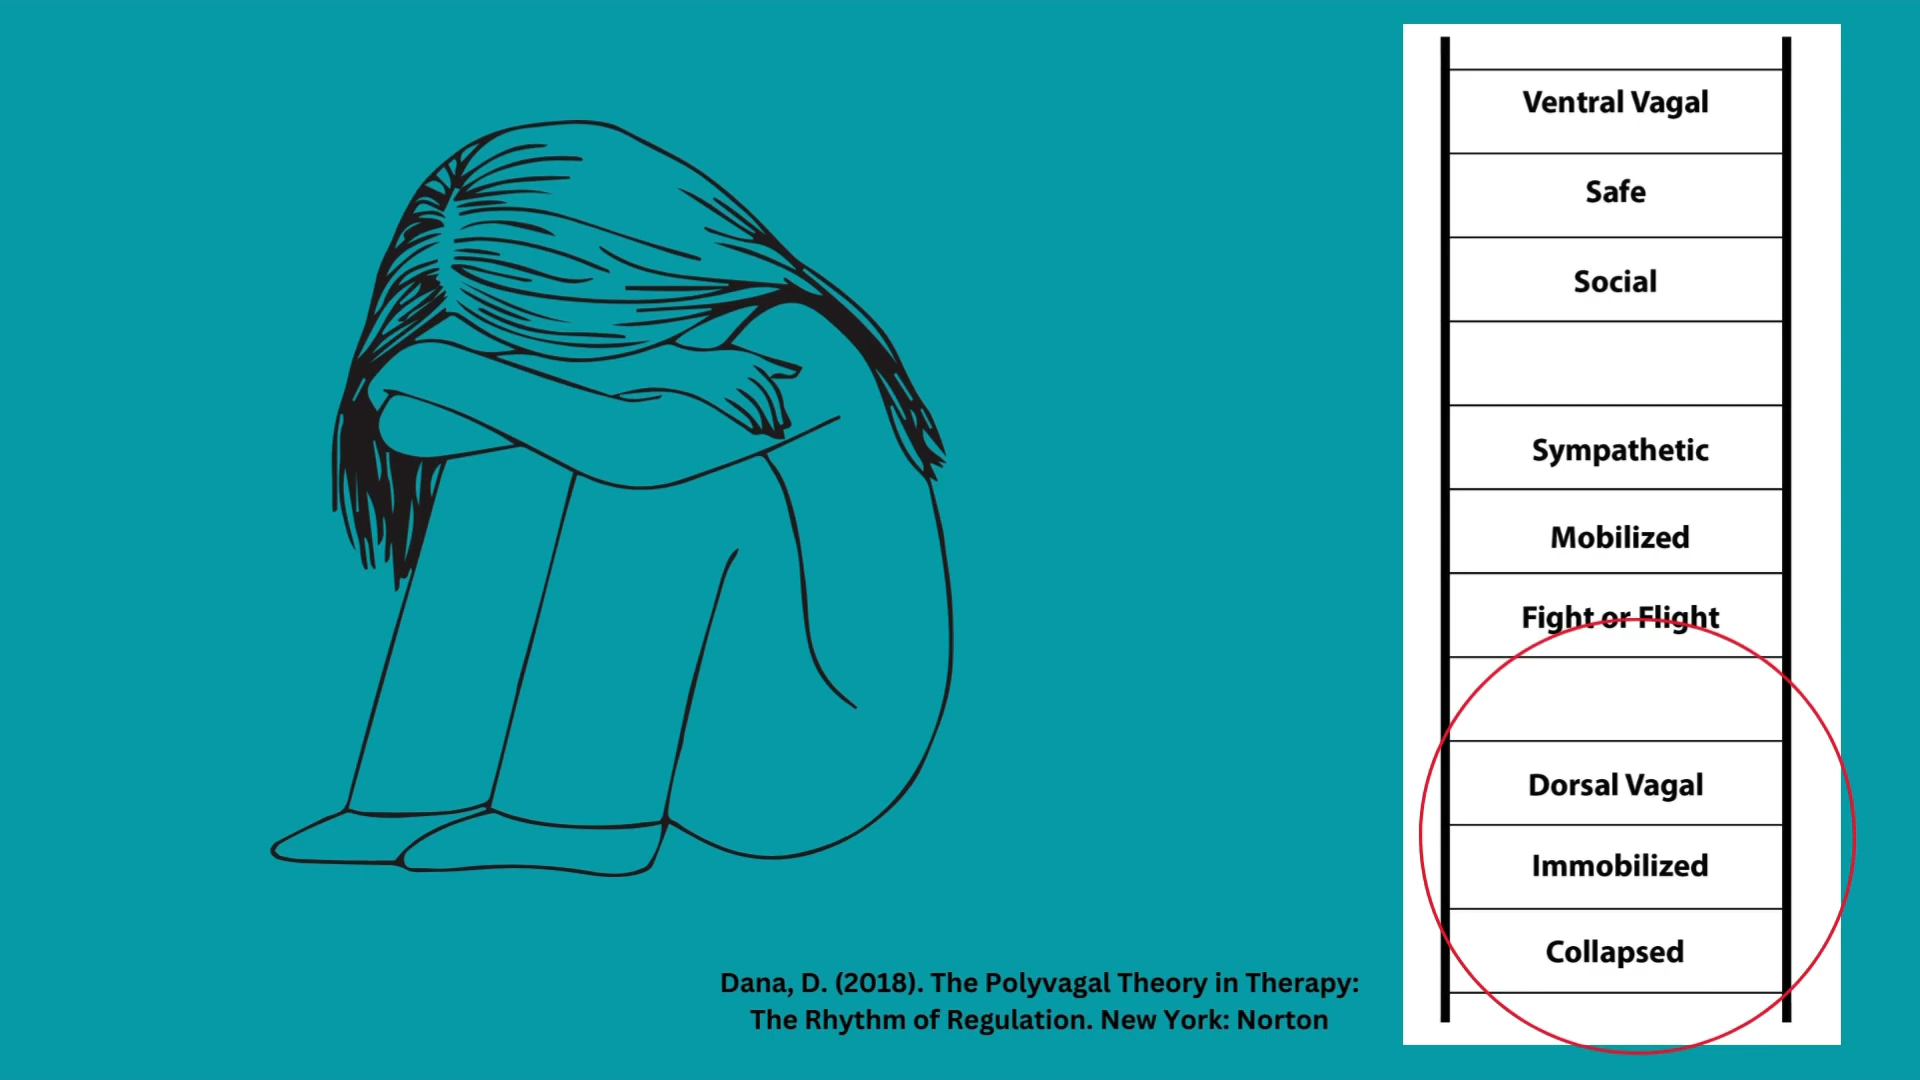 Ventral Vagal
Safe
Social
Sympathetic
Mobilized
Fight or Flight
Dorsal Vagal
Immobilized
Collapsed
Dana, D. (2018). The Polyvagal Theory in Therapy:
The Rhythm of Regulation. New York: Norton